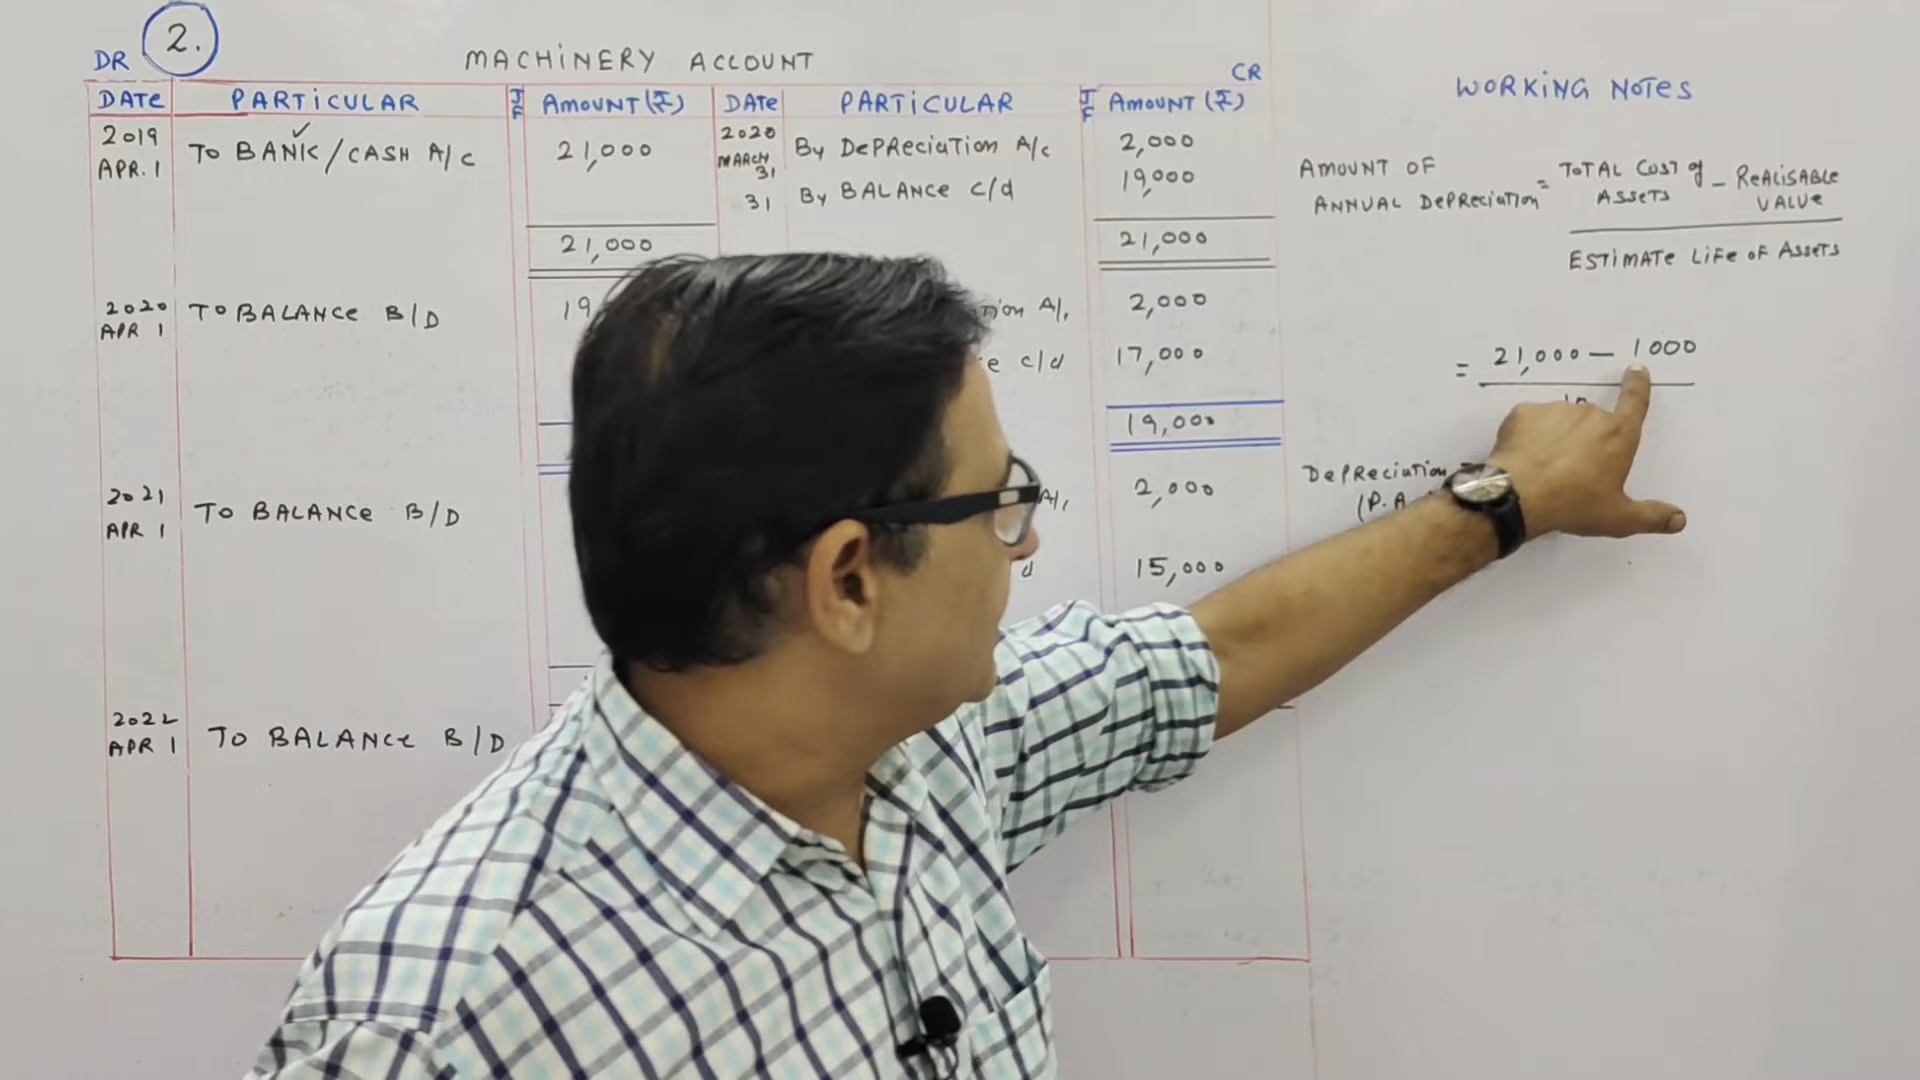 2.
DR
MACHINERY ACCOUNT
CR
DATE PARTICULAR JF AMOUNT (₹) DATE PARTICULAR JF AMOUNT (₹)
2019 APR. 1 TO BANK/CASH A/C 21,000 2020 MARCH 31 By DEPRECIATION A/C 2,000
31 By BALANCE C/d 19,000
21,000 21,000
2020 APR 1 TO BALANCE B/D 19 2,000
C/d 17,000
19,000
2021 APR 1 TO BALANCE B/D 2,000
15,000
2022 APR 1 TO BALANCE B/D
WORKING NOTES
AMOUNT OF ANNUAL DEPRECIATION = TOTAL COST of ASSETS - REALISABLE VALUE
ESTIMATE LIFE OF ASSETS
= 21,000 - 1000
10
DEPRECIATION
(P.A